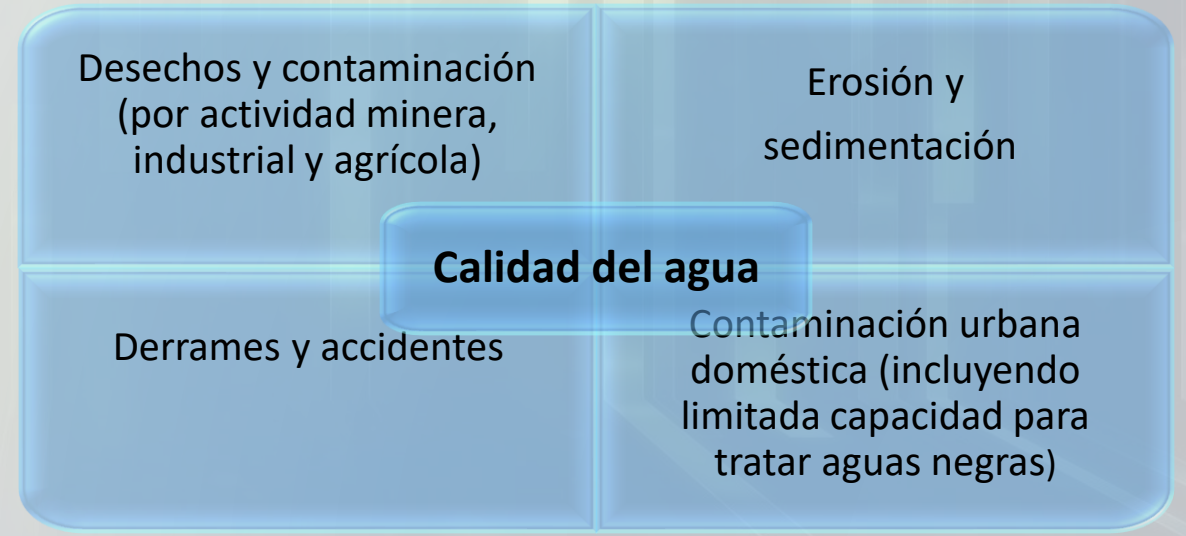 Desechos y contaminación
(por actividad minera,
industrial y agrícola)
Erosión y
sedimentación
Calidad del agua
Derrames y accidentes
Contaminación urbana
doméstica (incluyendo
limitada capacidad para
tratar aguas negras)